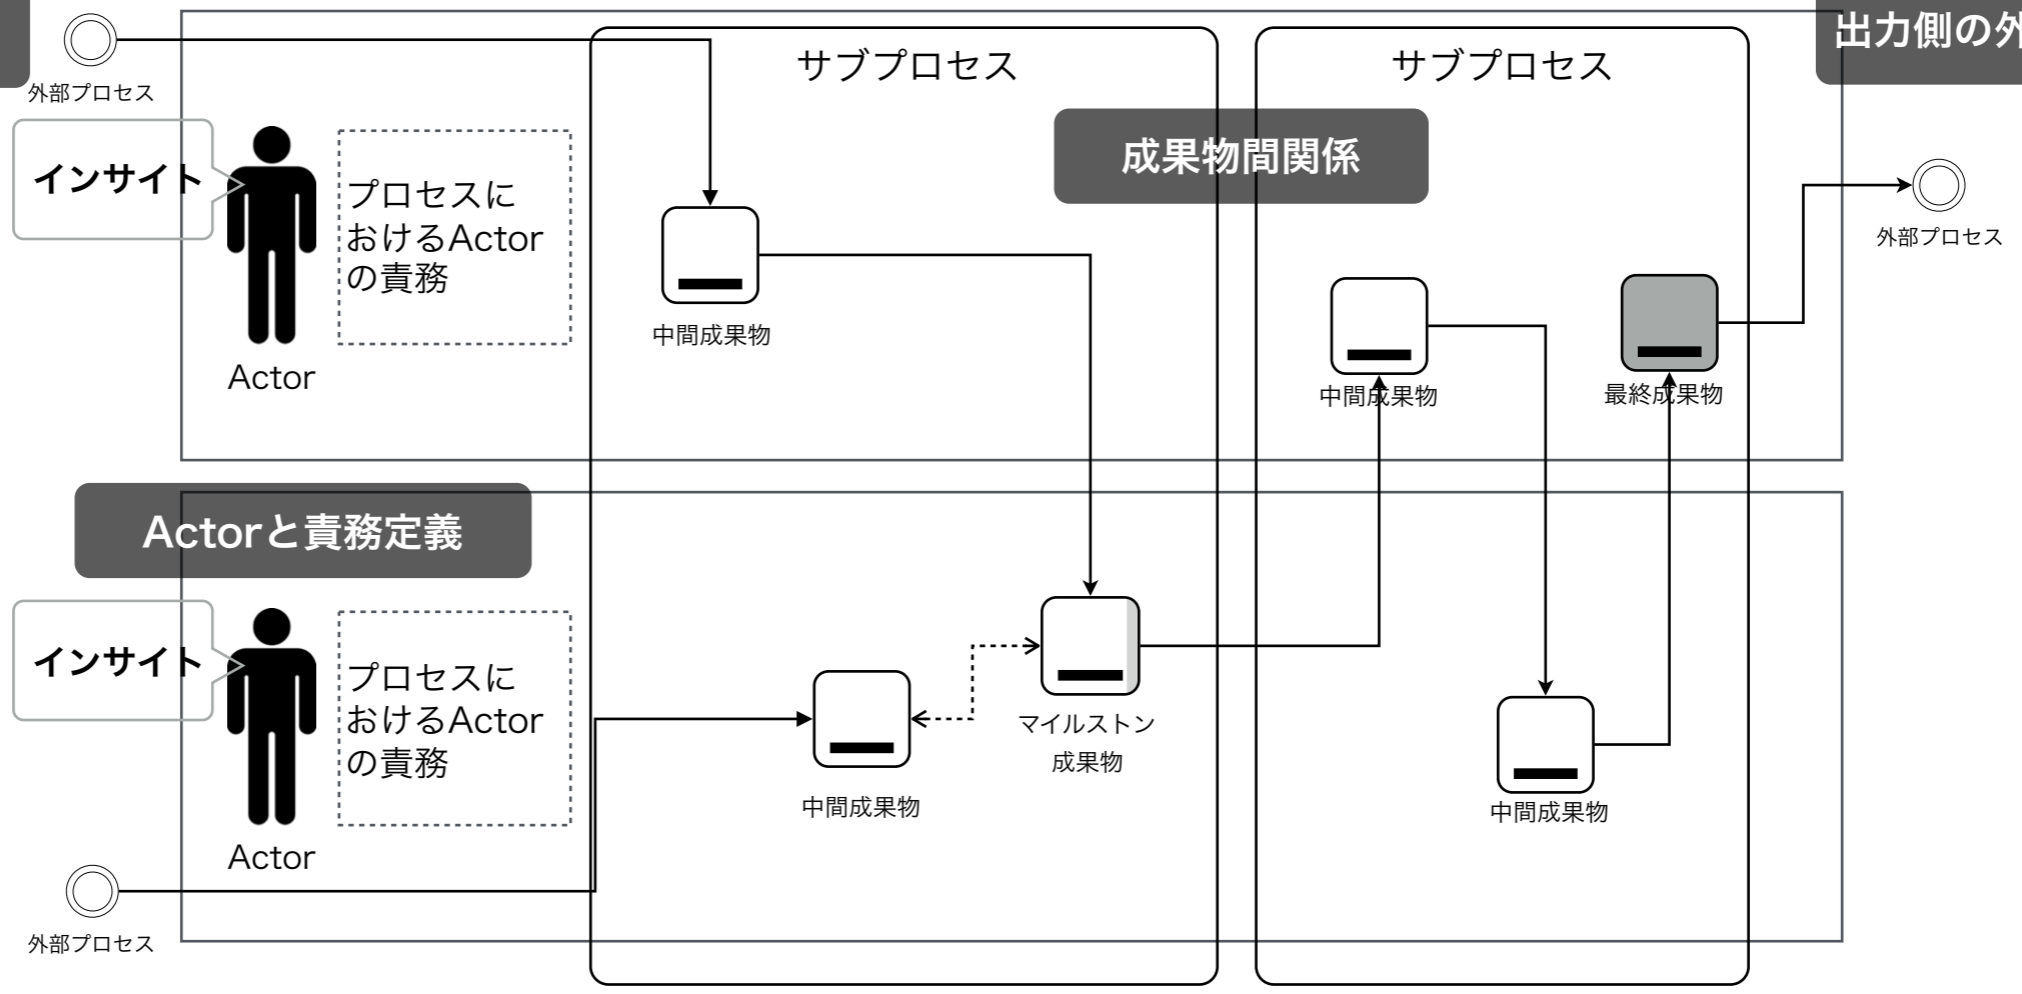 出力側の外
外部プロセス
サブプロセス
サブプロセス
インサイト
プロセスに
おけるActor
の責務
成果物間関係
外部プロセス
中間成果物
Actor
中間成果物
最終成果物
Actorと責務定義
インサイト
プロセスに
おけるActor
の責務
マイルストン
成果物
中間成果物
中間成果物
Actor
外部プロセス